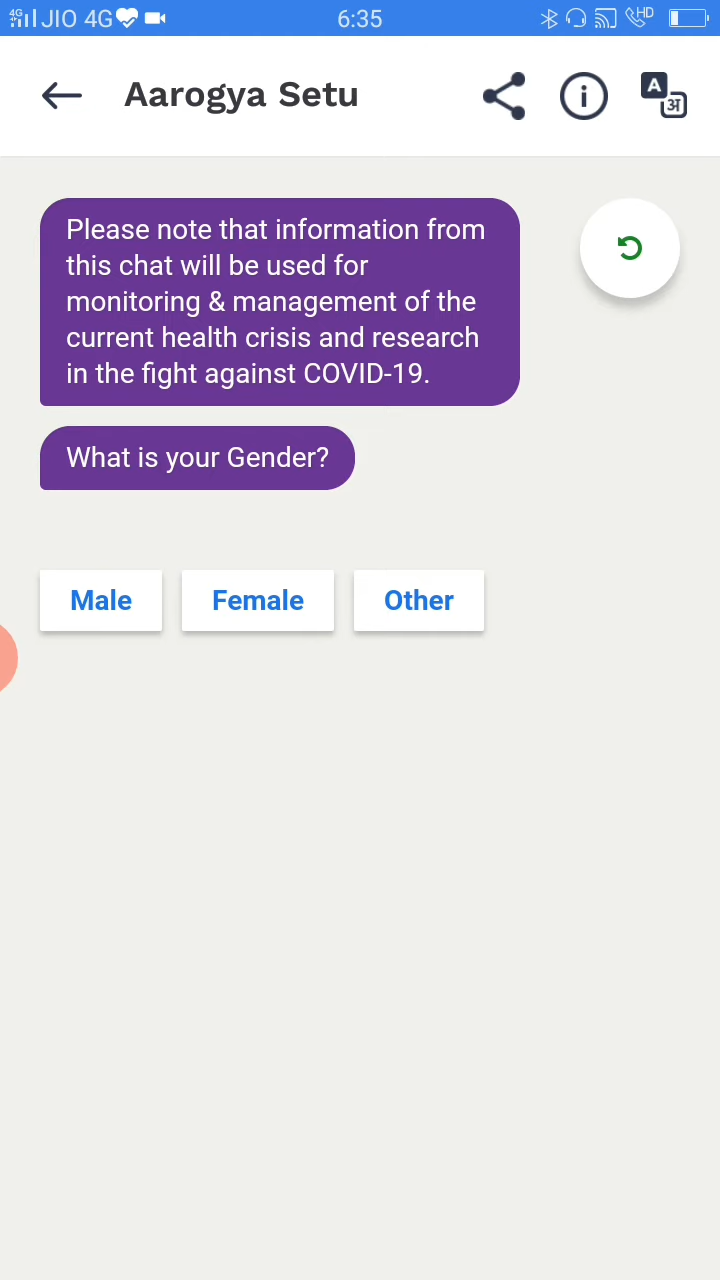 4G JIO 4G 6:35 HD
Aarogya Setu
A
अ
Please note that information from
this chat will be used for
monitoring & management of the
current health crisis and research
in the fight against COVID-19.
What is your Gender?
Male Female Other